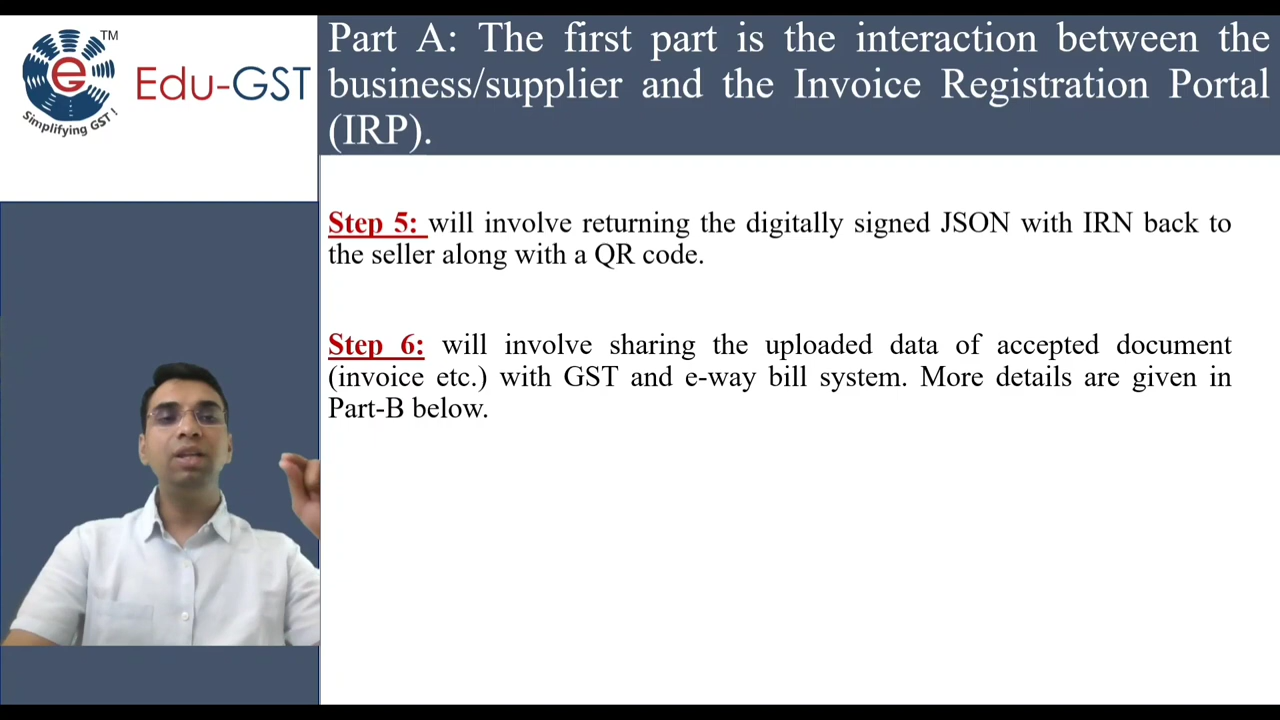 TM
e
Edu-GST
Simplifying GST !
Part A: The first part is the interaction between the
business/supplier and the Invoice Registration Portal
(IRP).
Step 5: will involve returning the digitally signed JSON with IRN back to
the seller along with a QR code.
Step 6: will involve sharing the uploaded data of accepted document
(invoice etc.) with GST and e-way bill system. More details are given in
Part-B below.